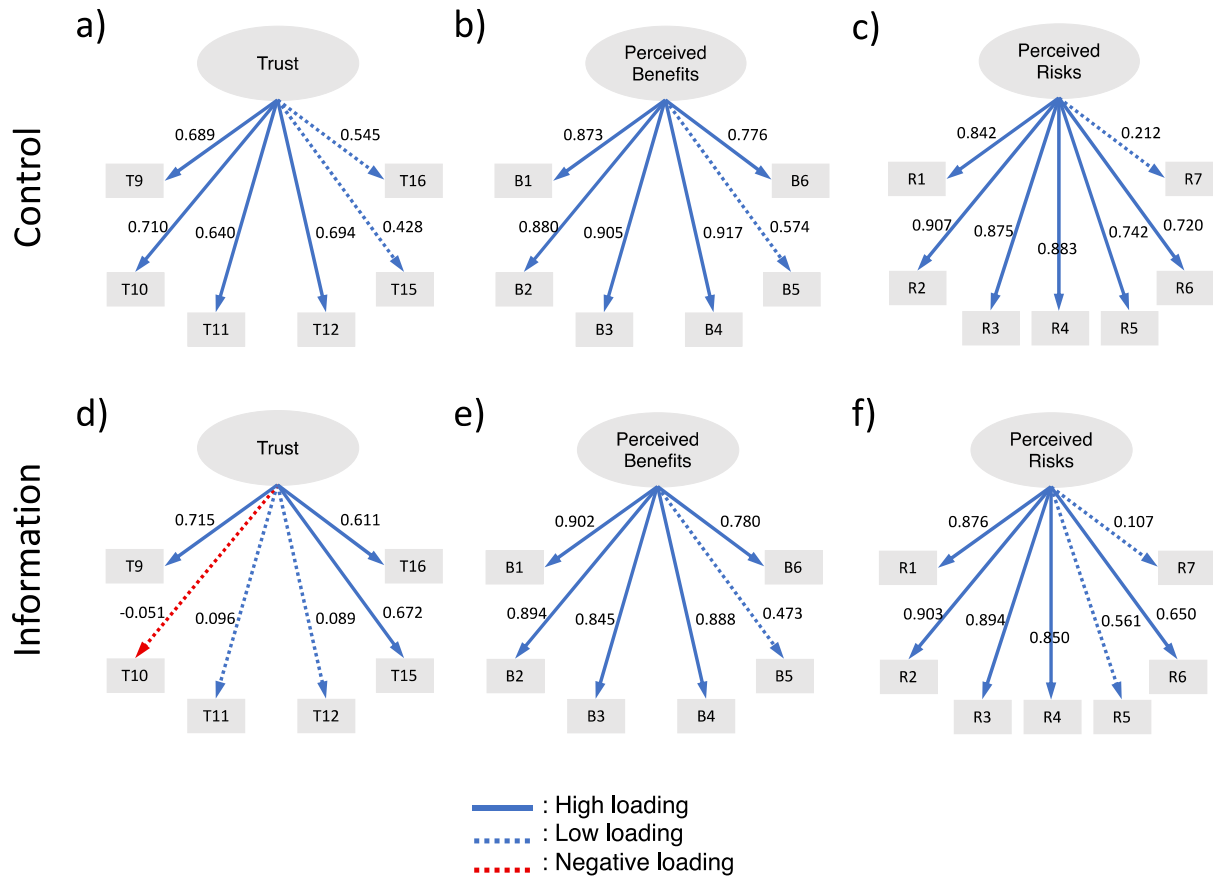 a)
b)
c)
Control
Trust
Perceived
Benefits
Perceived
Risks
0.689
0.545
0.710
0.640
0.694
0.428
T9
T16
T10
T15
T11
T12
0.873
0.776
0.880
0.905
0.917
0.574
B1
B6
B2
B5
B3
B4
0.842
0.212
0.907
0.875
0.883
0.742
0.720
R1
R7
R2
R6
R3
R4
R5
d)
e)
f)
Information
Trust
Perceived
Benefits
Perceived
Risks
0.715
0.611
-0.051
0.096
0.089
0.672
T9
T16
T10
T15
T11
T12
0.902
0.780
0.894
0.845
0.888
0.473
B1
B6
B2
B5
B3
B4
0.876
0.107
0.903
0.894
0.850
0.561
0.650
R1
R7
R2
R6
R3
R4
R5
: High loading
: Low loading
: Negative loading